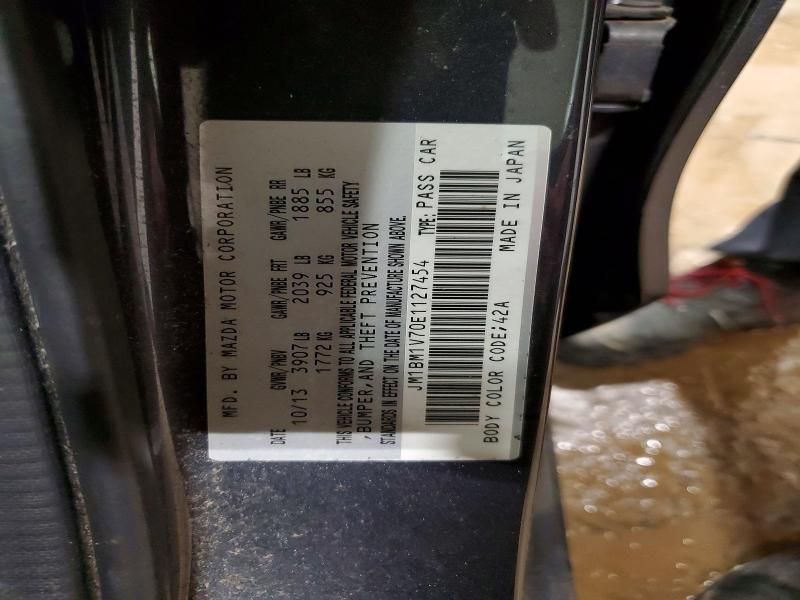 MFD. BY MAZDA MOTOR CORPORATION
DATE GVWR/PNBV GAWR/PNBE FRT GAWR/PNBE RR
10/13 3907 LB 2039 LB 1885 LB
1772 KG 925 KG 855 KG
THIS VEHICLE CONFORMS TO ALL APPLICABLE FEDERAL MOTOR VEHICLE SAFETY
,BUMPER,AND THEFT PREVENTION
STANDARDS IN EFFECT ON THE DATE OF MANUFACTURE SHOWN ABOVE.
JM1BM1V70E1127454 TYPE:PASS CAR
BODY COLOR CODE;42A MADE IN JAPAN